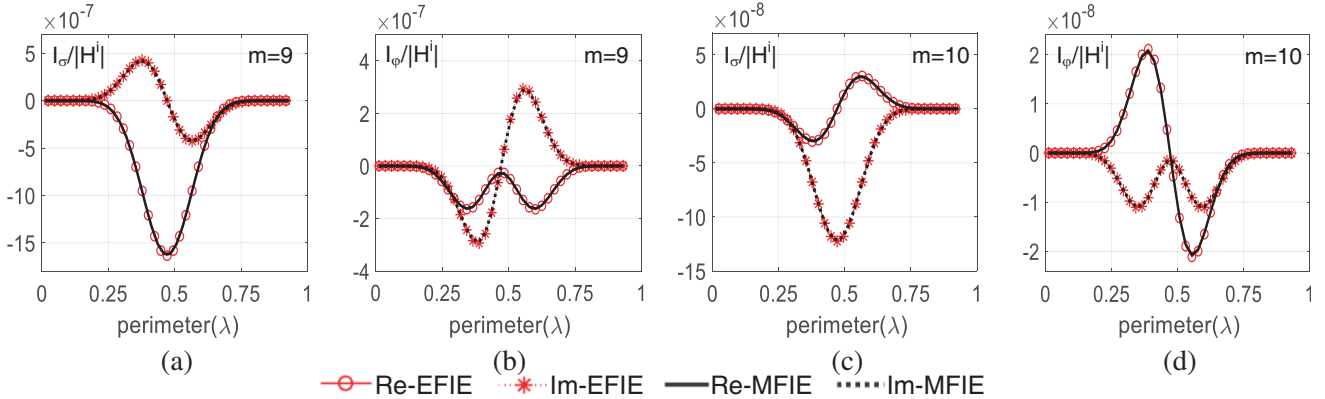 ×10⁻⁷
I_σ/|Hⁱ| m=9
5
0
-5
-10
-15
0 0.25 0.5 0.75 1
perimeter(λ)
(a)
×10⁻⁷
I_φ/|Hⁱ| m=9
4
2
0
-2
-4
0 0.25 0.5 0.75 1
perimeter(λ)
(b)
×10⁻⁸
I_σ/|Hⁱ| m=10
5
0
-5
-10
-15
0 0.25 0.5 0.75 1
perimeter(λ)
(c)
×10⁻⁸
I_φ/|Hⁱ| m=10
2
1
0
-1
-2
0 0.25 0.5 0.75 1
perimeter(λ)
(d)
Re-EFIE Im-EFIE Re-MFIE Im-MFIE